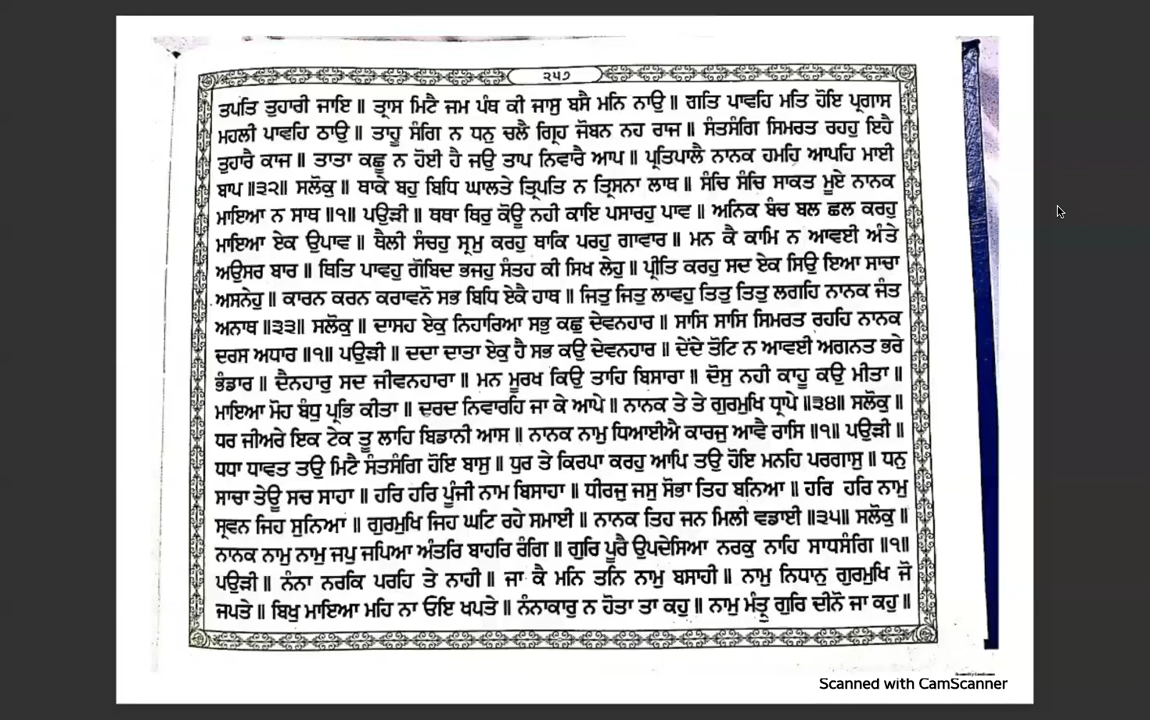 ੨੫੭
ਤਪਤਿ ਤੁਹਾਰੀ ਜਾਇ ॥ ਤ੍ਰਾਸ ਮਿਟੈ ਜਮ ਪੰਥ ਕੀ ਜਾਸੁ ਬਸੈ ਮਨਿ ਨਾਉ ॥ ਗਤਿ ਪਾਵਹਿ ਮਤਿ ਹੋਇ ਪ੍ਰਗਾਸ
ਮਹਲੀ ਪਾਵਹਿ ਠਾਉ ॥ ਤਾਹੂ ਸੰਗਿ ਨ ਧਨੁ ਚਲੈ ਗ੍ਰਿਹ ਜੋਬਨ ਨਹ ਰਾਜ ॥ ਸੰਤਸੰਗਿ ਸਿਮਰਤ ਰਹਹੁ ਇਹੈ
ਤੁਹਾਰੈ ਕਾਜ ॥ ਤਾਤਾ ਕਛੂ ਨ ਹੋਈ ਹੈ ਜਉ ਤਾਪ ਨਿਵਾਰੈ ਆਪ ॥ ਪ੍ਰਤਿਪਾਲੈ ਨਾਨਕ ਹਮਹਿ ਆਪਹਿ ਮਾਈ
ਬਾਪ ॥੩੨॥ ਸਲੋਕੁ ॥ ਥਾਕੇ ਬਹੁ ਬਿਧਿ ਘਾਲਤੇ ਤ੍ਰਿਪਤਿ ਨ ਤ੍ਰਿਸਨਾ ਲਾਥ ॥ ਸੰਚਿ ਸੰਚਿ ਸਾਕਤ ਮੂਏ ਨਾਨਕ
ਮਾਇਆ ਨ ਸਾਥ ॥੧॥ ਪਉੜੀ ॥ ਥਥਾ ਥਿਰੁ ਕੋਊ ਨਹੀ ਕਾਇ ਪਸਾਰਹੁ ਪਾਵ ॥ ਅਨਿਕ ਬੰਚ ਬਲ ਛਲ ਕਰਹੁ
ਮਾਇਆ ਏਕ ਉਪਾਵ ॥ ਥੈਲੀ ਸੰਚਹੁ ਸ੍ਰਮੁ ਕਰਹੁ ਥਾਕਿ ਪਰਹੁ ਗਾਵਾਰ ॥ ਮਨ ਕੈ ਕਾਮਿ ਨ ਆਵਈ ਅੰਤੇ
ਅਉਸਰ ਬਾਰ ॥ ਥਿਤਿ ਪਾਵਹੁ ਗੋਬਿਦ ਭਜਹੁ ਸੰਤਹ ਕੀ ਸਿਖ ਲੇਹੁ ॥ ਪ੍ਰੀਤਿ ਕਰਹੁ ਸਦ ਏਕ ਸਿਉ ਇਆ ਸਾਚਾ
ਅਸਨੇਹੁ ॥ ਕਾਰਨ ਕਰਨ ਕਰਾਵਨੋ ਸਭ ਬਿਧਿ ਏਕੈ ਹਾਥ ॥ ਜਿਤੁ ਜਿਤੁ ਲਾਵਹੁ ਤਿਤੁ ਤਿਤੁ ਲਗਹਿ ਨਾਨਕ ਜੰਤ
ਅਨਾਥ ॥੩੩॥ ਸਲੋਕੁ ॥ ਦਾਸਹ ਏਕੁ ਨਿਹਾਰਿਆ ਸਭੁ ਕਛੁ ਦੇਵਨਹਾਰ ॥ ਸਾਸਿ ਸਾਸਿ ਸਿਮਰਤ ਰਹਹਿ ਨਾਨਕ
ਦਰਸ ਅਧਾਰ ॥੧॥ ਪਉੜੀ ॥ ਦਦਾ ਦਾਤਾ ਏਕੁ ਹੈ ਸਭ ਕਉ ਦੇਵਨਹਾਰ ॥ ਦੇਂਦੇ ਤੋਟਿ ਨ ਆਵਈ ਅਗਨਤ ਭਰੇ
ਭੰਡਾਰ ॥ ਦੈਨਹਾਰੁ ਸਦ ਜੀਵਨਹਾਰਾ ॥ ਮਨ ਮੂਰਖ ਕਿਉ ਤਾਹਿ ਬਿਸਾਰਾ ॥ ਦੋਸੁ ਨਹੀ ਕਾਹੂ ਕਉ ਮੀਤਾ ॥
ਮਾਇਆ ਮੋਹ ਬੰਧੁ ਪ੍ਰਭਿ ਕੀਤਾ ॥ ਦਰਦ ਨਿਵਾਰਹਿ ਜਾ ਕੇ ਆਪੇ ॥ ਨਾਨਕ ਤੇ ਤੇ ਗੁਰਮੁਖਿ ਧ੍ਰਾਪੇ ॥੩੪॥ ਸਲੋਕੁ ॥
ਧਰ ਜੀਅਰੇ ਇਕ ਟੇਕ ਤੂ ਲਾਹਿ ਬਿਡਾਨੀ ਆਸ ॥ ਨਾਨਕ ਨਾਮੁ ਧਿਆਈਐ ਕਾਰਜੁ ਆਵੈ ਰਾਸਿ ॥੧॥ ਪਉੜੀ ॥
ਧਧਾ ਧਾਵਤ ਤਉ ਮਿਟੈ ਸੰਤਸੰਗਿ ਹੋਇ ਬਾਸੁ ॥ ਧੁਰ ਤੇ ਕਿਰਪਾ ਕਰਹੁ ਆਪਿ ਤਉ ਹੋਇ ਮਨਹਿ ਪਰਗਾਸੁ ॥ ਧਨੁ
ਸਾਚਾ ਤੇਊ ਸਚ ਸਾਹਾ ॥ ਹਰਿ ਹਰਿ ਪੂੰਜੀ ਨਾਮ ਬਿਸਾਹਾ ॥ ਧੀਰਜੁ ਜਸੁ ਸੋਭਾ ਤਿਹ ਬਨਿਆ ॥ ਹਰਿ ਹਰਿ ਨਾਮੁ
ਸ੍ਰਵਨ ਜਿਹ ਸੁਨਿਆ ॥ ਗੁਰਮੁਖਿ ਜਿਹ ਘਟਿ ਰਹੇ ਸਮਾਈ ॥ ਨਾਨਕ ਤਿਹ ਜਨ ਮਿਲੀ ਵਡਾਈ ॥੩੫॥ ਸਲੋਕੁ ॥
ਨਾਨਕ ਨਾਮੁ ਨਾਮੁ ਜਪੁ ਜਪਿਆ ਅੰਤਰਿ ਬਾਹਰਿ ਰੰਗਿ ॥ ਗੁਰਿ ਪੂਰੈ ਉਪਦੇਸਿਆ ਨਰਕੁ ਨਾਹਿ ਸਾਧਸੰਗਿ ॥੧॥
ਪਉੜੀ ॥ ਨੰਨਾ ਨਰਕਿ ਪਰਹਿ ਤੇ ਨਾਹੀ ॥ ਜਾ ਕੈ ਮਨਿ ਤਨਿ ਨਾਮੁ ਬਸਾਹੀ ॥ ਨਾਮੁ ਨਿਧਾਨੁ ਗੁਰਮੁਖਿ ਜੋ
ਜਪਤੇ ॥ ਬਿਖੁ ਮਾਇਆ ਮਹਿ ਨਾ ਓਇ ਖਪਤੇ ॥ ਨੰਨਾਕਾਰੁ ਨ ਹੋਤਾ ਤਾ ਕਹੁ ॥ ਨਾਮੁ ਮੰਤ੍ਰੁ ਗੁਰਿ ਦੀਨੋ ਜਾ ਕਹੁ ॥
Scanned with CamScanner